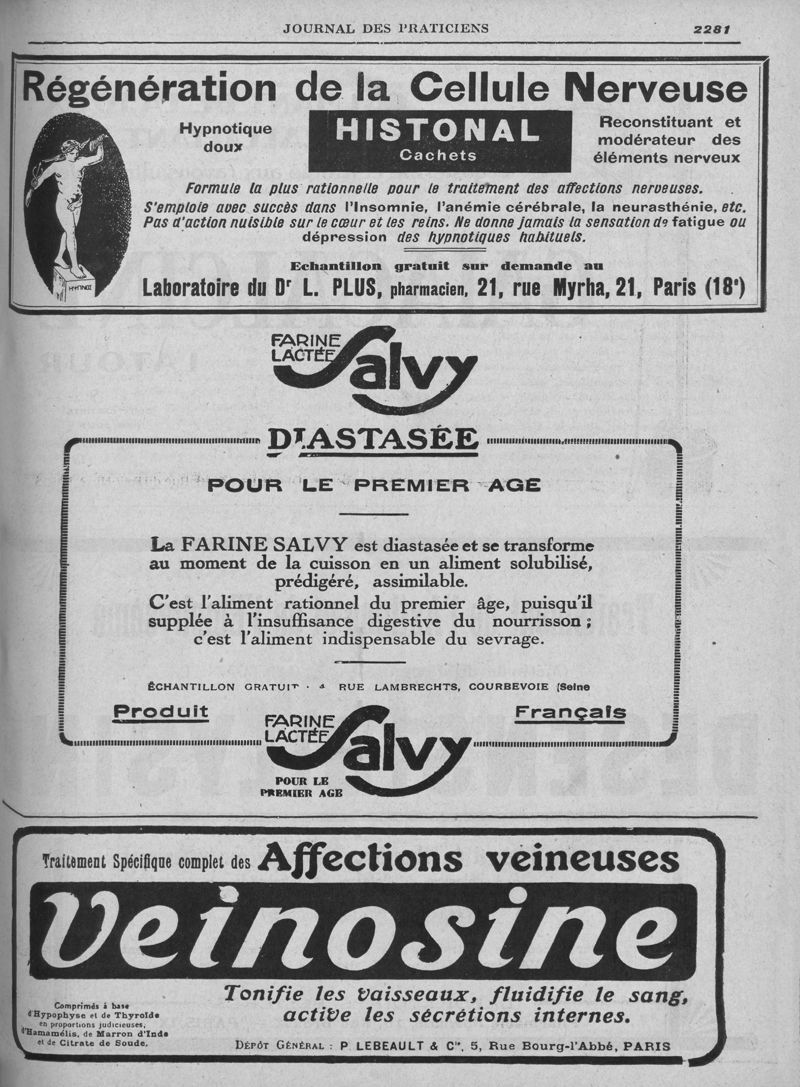 JOURNAL DES PRATICIENS
2281
Régénération de la Cellule Nerveuse
Hypnotique
doux
HISTONAL
Cachets
Reconstituant et
modérateur des
éléments nerveux
Formule la plus rationnelle pour le traitement des affections nerveuses.
S'emploie avec succès dans l'Insomnie, l'anémie cérébrale, la neurasthénie, etc.
Pas d'action nuisible sur le cœur et les reins. Ne donne jamais la sensation de fatigue ou
dépression des hypnotiques habituels.
Echantillon gratuit sur demande au
Laboratoire du Dr L. PLUS, pharmacien, 21, rue Myrha, 21, Paris (18e)
FARINE
LACTÉE
Salvy
DIASTASÉE
POUR LE PREMIER AGE
La FARINE SALVY est diastasée et se transforme
au moment de la cuisson en un aliment solubilisé,
prédigéré, assimilable.
C'est l'aliment rationnel du premier âge, puisqu'il
supplée à l'insuffisance digestive du nourrisson ;
c'est l'aliment indispensable du sevrage.
ÉCHANTILLON GRATUIT · 4 RUE LAMBRECHTS, COURBEVOIE (Seine
Produit
Français
FARINE
LACTÉE
Salvy
POUR LE
PREMIER AGE
Traitement Spécifique complet des Affections veineuses
Veinosine
Comprimés à base
d'Hypophyse et de Thyroïde
en proportions judicieuses,
d'Hamamélis, de Marron d'Inde
et de Citrate de Soude.
Tonifie les Vaisseaux, fluidifie le sang,
active les sécrétions internes.
DÉPÔT GÉNÉRAL : P. LEBEAULT & Cie, 5, Rue Bourg-l'Abbé, PARIS